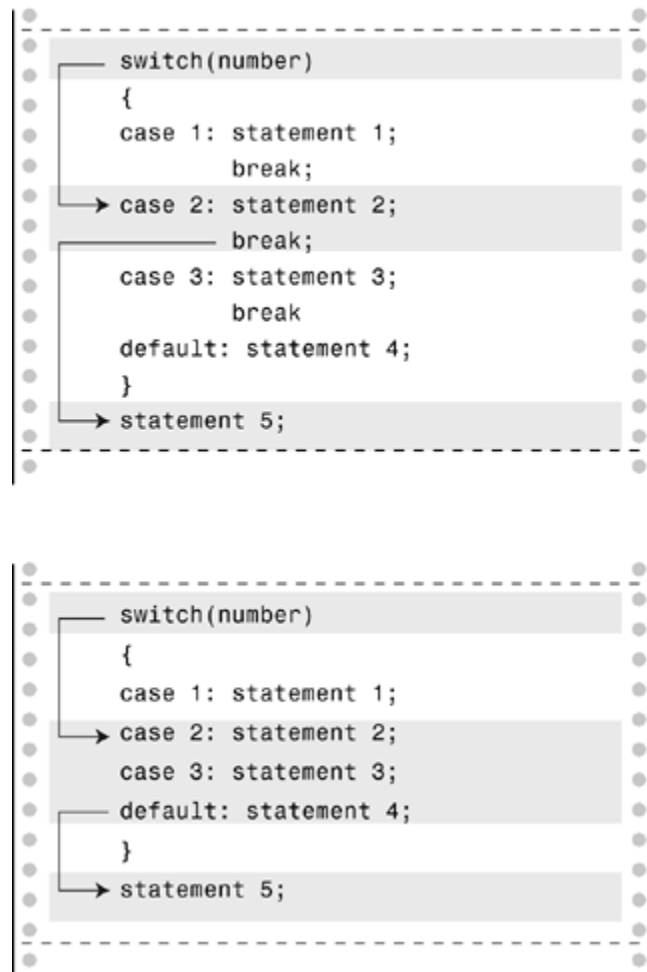 switch(number)
{
case 1: statement 1;
break;
case 2: statement 2;
break;
case 3: statement 3;
break
default: statement 4;
}
statement 5;
switch(number)
{
case 1: statement 1;
case 2: statement 2;
case 3: statement 3;
default: statement 4;
}
statement 5;